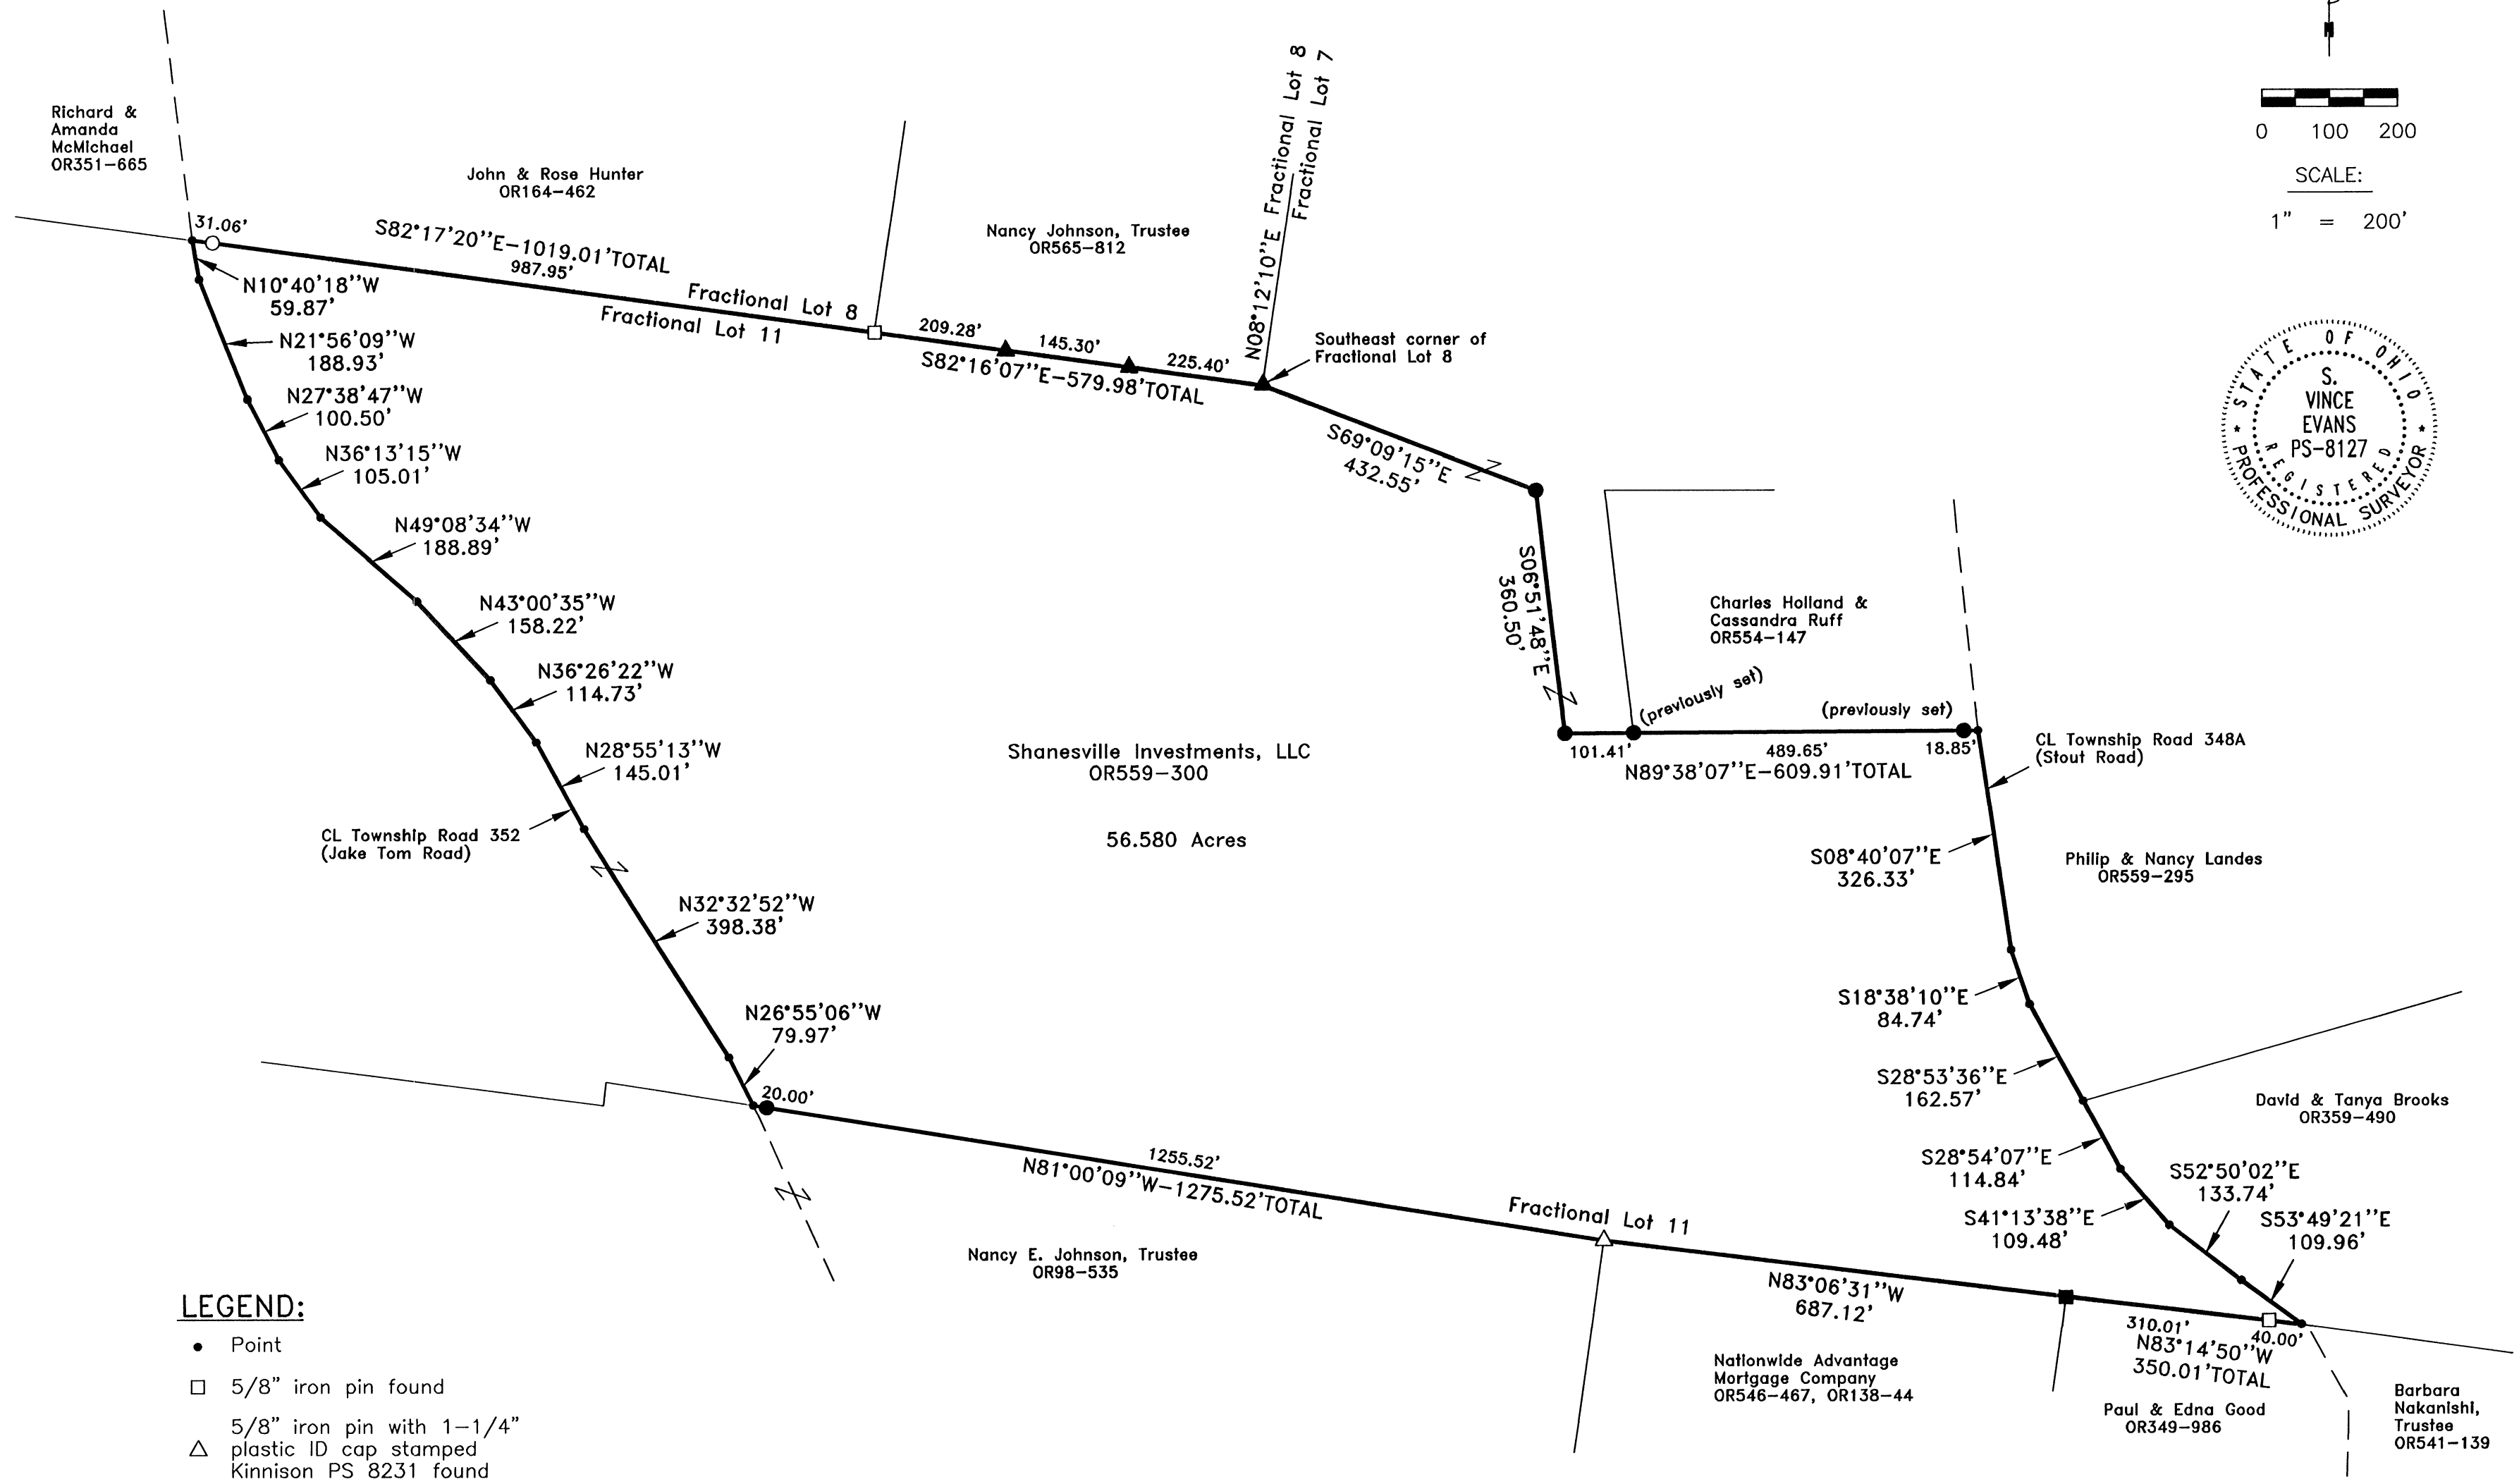 N
0 100 200
SCALE:
1" = 200'
STATE OF OHIO
S.
VINCE
EVANS
PS-8127
REGISTERED
* PROFESSIONAL SURVEYOR *
Richard &
Amanda
McMichael
OR351-665
John & Rose Hunter
OR164-462
Nancy Johnson, Trustee
OR565-812
N08°12'10"E Fractional Lot 8
Fractional Lot 7
31.06'
S82°17'20"E-1019.01'TOTAL
987.95'
Fractional Lot 8
Fractional Lot 11
209.28'
145.30'
225.40'
S82°16'07"E-579.98'TOTAL
Southeast corner of
Fractional Lot 8
S69°09'15"E
432.55'
S06°51'48"E
360.50'
Charles Holland &
Cassandra Ruff
OR554-147
(previously set)
(previously set)
101.41'
489.65'
18.85'
N89°38'07"E-609.91'TOTAL
CL Township Road 348A
(Stout Road)
N10°40'18"W
59.87'
N21°56'09"W
188.93'
N27°38'47"W
100.50'
N36°13'15"W
105.01'
N49°08'34"W
188.89'
N43°00'35"W
158.22'
N36°26'22"W
114.73'
N28°55'13"W
145.01'
CL Township Road 352
(Jake Tom Road)
N32°32'52"W
398.38'
N26°55'06"W
79.97'
Shanesville Investments, LLC
OR559-300
56.580 Acres
S08°40'07"E
326.33'
Philip & Nancy Landes
OR559-295
S18°38'10"E
84.74'
S28°53'36"E
162.57'
David & Tanya Brooks
OR359-490
S28°54'07"E
114.84'
S41°13'38"E
109.48'
S52°50'02"E
133.74'
S53°49'21"E
109.96'
20.00'
1255.52'
N81°00'09"W-1275.52'TOTAL
Fractional Lot 11
Nancy E. Johnson, Trustee
OR98-535
N83°06'31"W
687.12'
310.01'
40.00'
N83°14'50"W
350.01'TOTAL
Nationwide Advantage
Mortgage Company
OR546-467, OR138-44
Paul & Edna Good
OR349-986
Barbara
Nakanishi,
Trustee
OR541-139
LEGEND:
Point
5/8" iron pin found
5/8" iron pin with 1-1/4"
plastic ID cap stamped
Kinnison PS 8231 found